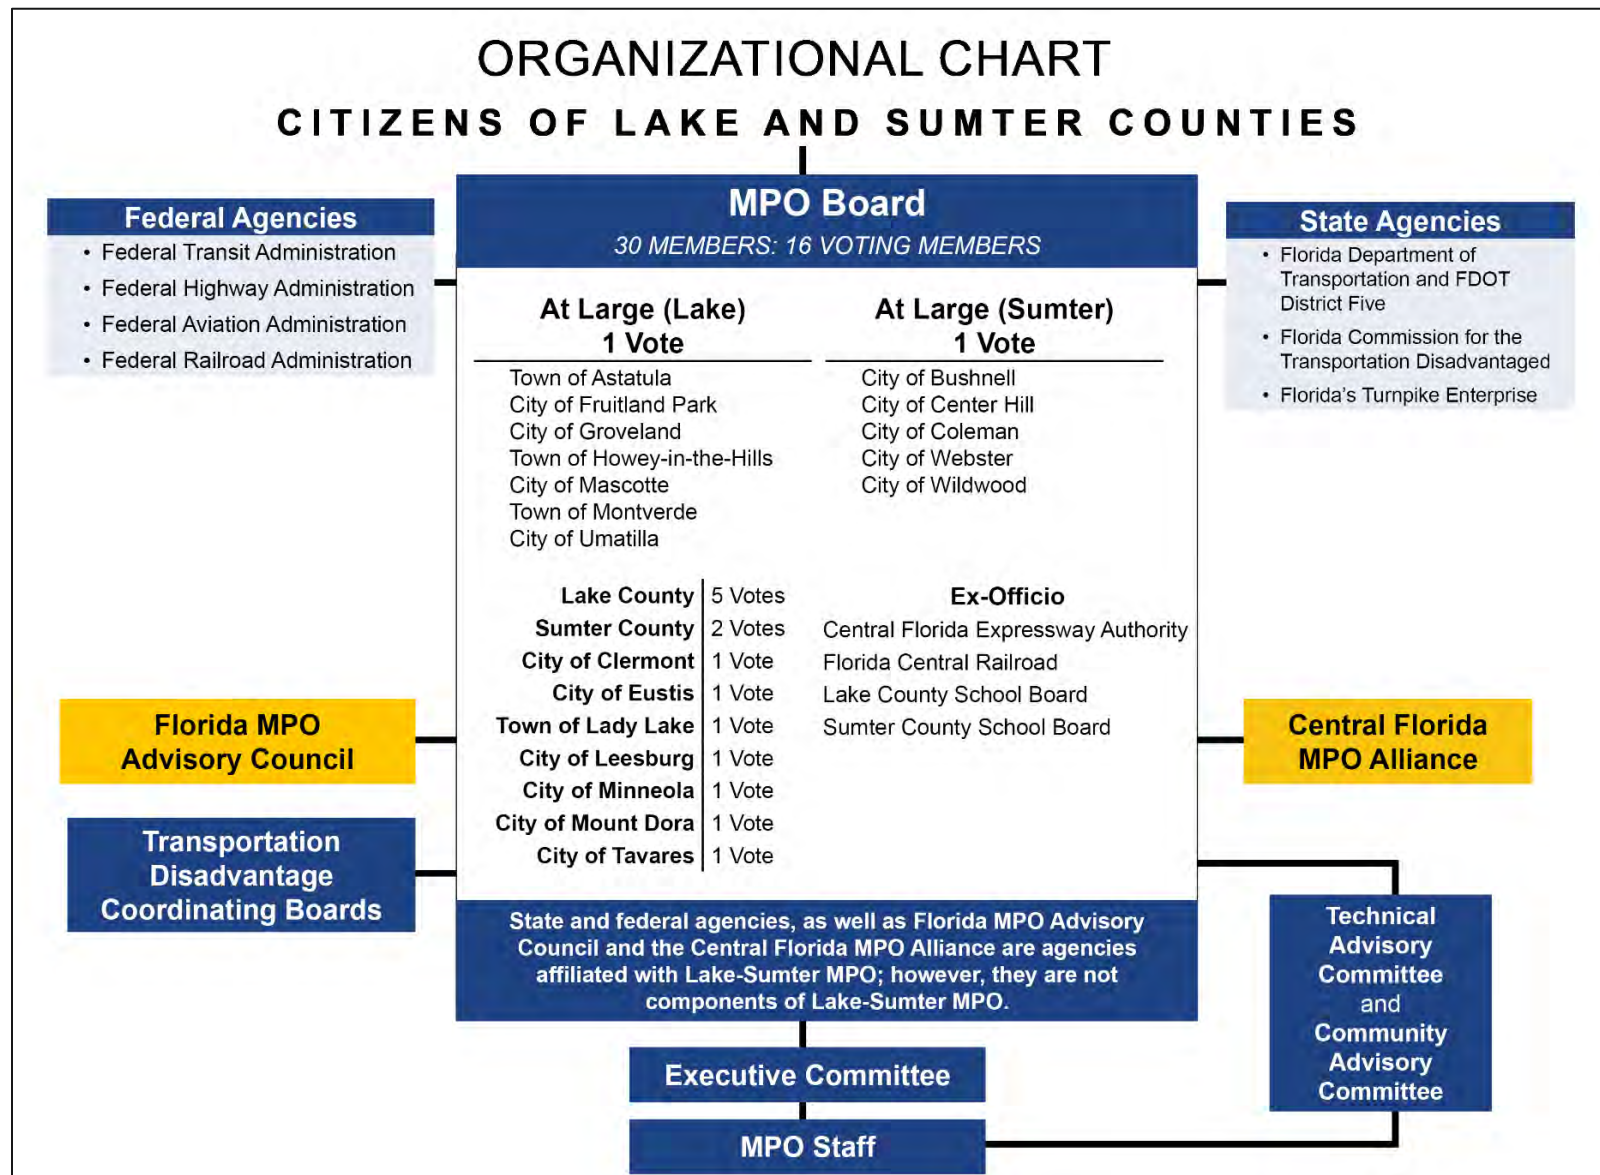 ORGANIZATIONAL CHART
CITIZENS OF LAKE AND SUMTER COUNTIES
Federal Agencies
• Federal Transit Administration
• Federal Highway Administration
• Federal Aviation Administration
• Federal Railroad Administration
MPO Board
30 MEMBERS: 16 VOTING MEMBERS
State Agencies
• Florida Department of
Transportation and FDOT
District Five
• Florida Commission for the
Transportation Disadvantaged
• Florida's Turnpike Enterprise
At Large (Lake)
1 Vote
Town of Astatula
City of Fruitland Park
City of Groveland
Town of Howey-in-the-Hills
City of Mascotte
Town of Montverde
City of Umatilla
At Large (Sumter)
1 Vote
City of Bushnell
City of Center Hill
City of Coleman
City of Webster
City of Wildwood
Lake County 5 Votes
Sumter County 2 Votes
City of Clermont 1 Vote
City of Eustis 1 Vote
Town of Lady Lake 1 Vote
City of Leesburg 1 Vote
City of Minneola 1 Vote
City of Mount Dora 1 Vote
City of Tavares 1 Vote
Ex-Officio
Central Florida Expressway Authority
Florida Central Railroad
Lake County School Board
Sumter County School Board
Florida MPO
Advisory Council
Central Florida
MPO Alliance
Transportation
Disadvantage
Coordinating Boards
State and federal agencies, as well as Florida MPO Advisory
Council and the Central Florida MPO Alliance are agencies
affiliated with Lake-Sumter MPO; however, they are not
components of Lake-Sumter MPO.
Technical
Advisory
Committee
and
Community
Advisory
Committee
Executive Committee
MPO Staff